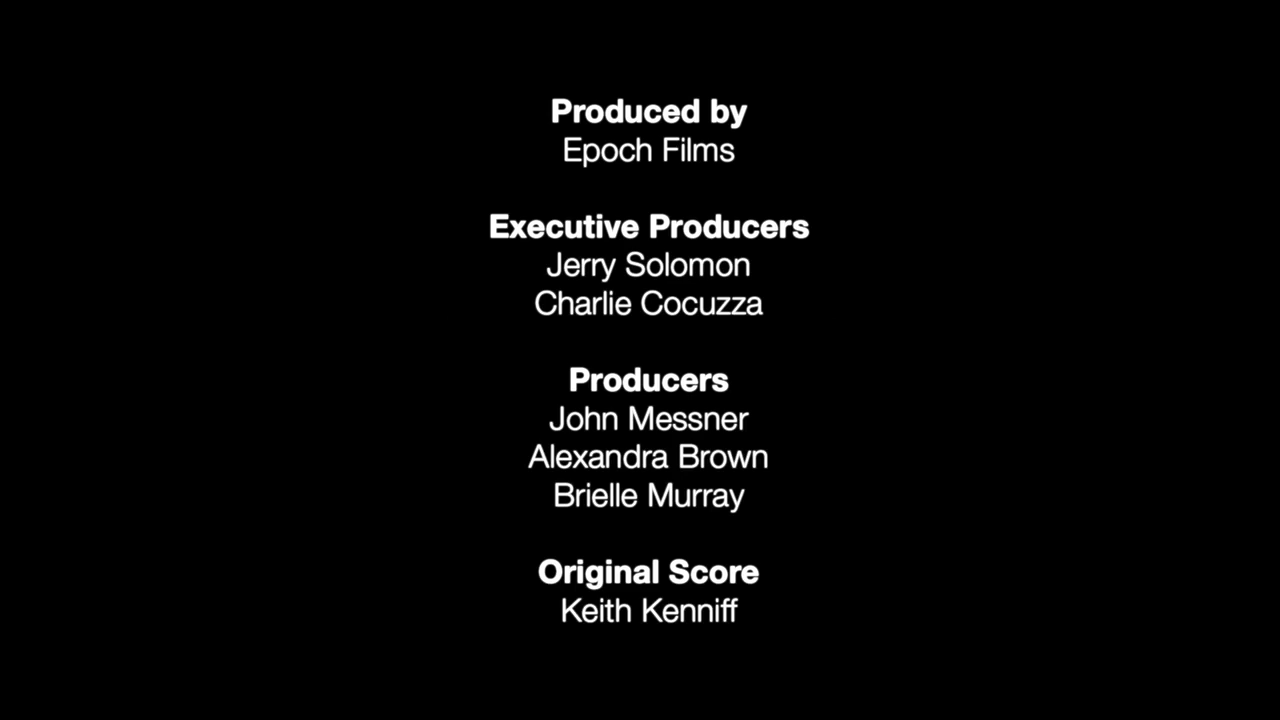 Produced by
Epoch Films
Executive Producers
Jerry Solomon
Charlie Cocuzza
Producers
John Messner
Alexandra Brown
Brielle Murray
Original Score
Keith Kenniff